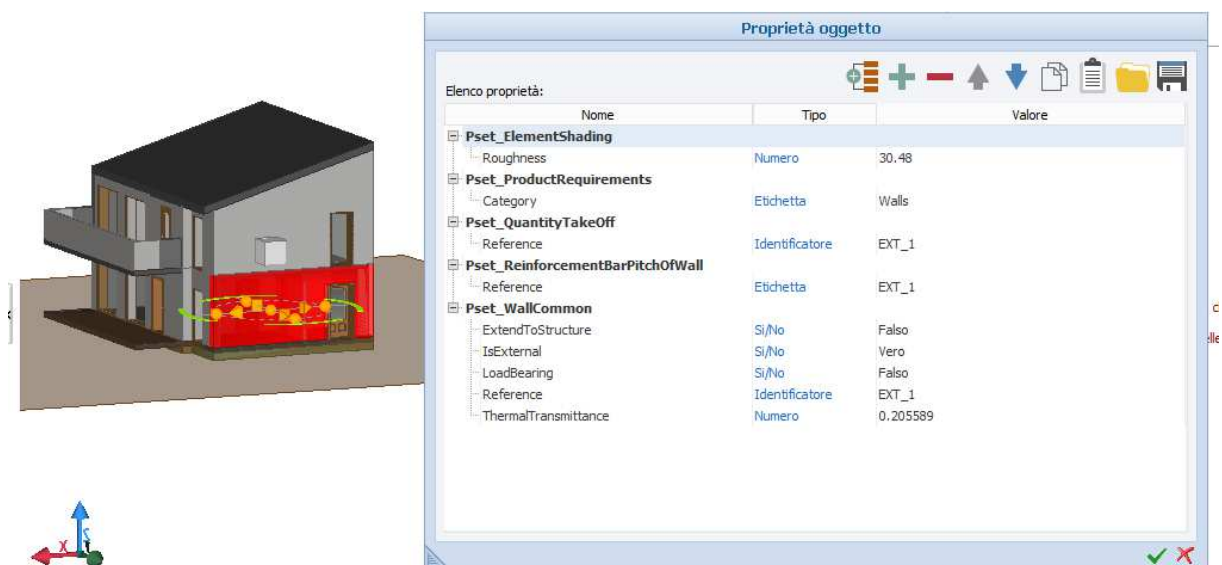 Proprietà oggetto
Elenco proprietà:
Nome Tipo Valore
Pset_ElementShading
Roughness Numero 30.48
Pset_ProductRequirements
Category Etichetta Walls
Pset_QuantityTakeOff
Reference Identificatore EXT_1
Pset_ReinforcementBarPitchOfWall
Reference Etichetta EXT_1
Pset_WallCommon
ExtendToStructure Si/No Falso
IsExternal Si/No Vero
LoadBearing Si/No Falso
Reference Identificatore EXT_1
ThermalTransmittance Numero 0.205589
X Z